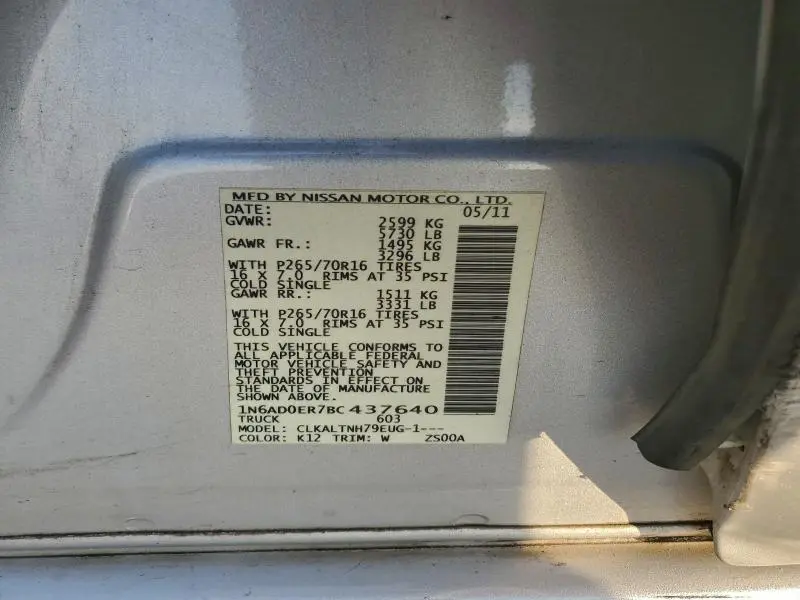 MFD BY NISSAN MOTOR CO., LTD.
DATE: 05/11
GVWR: 2599 KG
5730 LB
GAWR FR.: 1495 KG
3296 LB
WITH P265/70R16 TIRES
16 X 7.0 RIMS AT 35 PSI
COLD SINGLE
GAWR RR.: 1511 KG
3331 LB
WITH P265/70R16 TIRES
16 X 7.0 RIMS AT 35 PSI
COLD SINGLE
THIS VEHICLE CONFORMS TO
ALL APPLICABLE FEDERAL
MOTOR VEHICLE SAFETY AND
THEFT PREVENTION
STANDARDS IN EFFECT ON
THE DATE OF MANUFACTURE
SHOWN ABOVE.
1N6AD0ER7BC437640
TRUCK 603
MODEL: CLKALTNH79EUG-1---
COLOR: K12 TRIM: W ZS00A